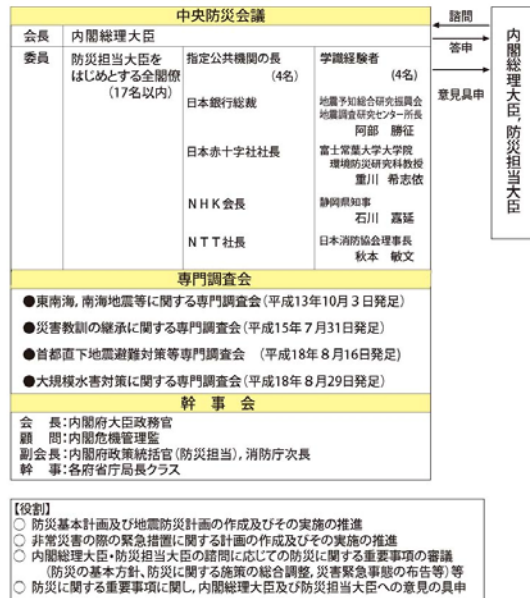 中央防災会議
会長 内閣総理大臣
委員 防災担当大臣を
はじめとする全閣僚
(17名以内)
指定公共機関の長
(4名)
日本銀行総裁
日本赤十字社社長
NHK会長
NTT社長
学識経験者
(4名)
地震予知総合研究振興会
地震調査研究センター所長
阿部 勝征
富士常葉大学大学院
環境防災研究科教授
重川 希志依
静岡県知事
石川 嘉延
日本消防協会理事長
秋本 敏文
諮問
答申
意見具申
内閣総理大臣,防災担当大臣
専門調査会
●東南海,南海地震等に関する専門調査会(平成13年10月3日発足)
●災害教訓の継承に関する専門調査会(平成15年7月31日発足)
●首都直下地震避難対策等専門調査会 (平成18年8月16日発足)
●大規模水害対策に関する専門調査会(平成18年8月29日発足)
幹事会
会 長:内閣府大臣政務官
顧 問:内閣危機管理監
副会長:内閣府政策統括官(防災担当),消防庁次長
幹 事:各府省庁局長クラス
【役割】
○ 防災基本計画及び地震防災計画の作成及びその実施の推進
○ 非常災害の際の緊急措置に関する計画の作成及びその実施の推進
○ 内閣総理大臣・防災担当大臣の諮問に応じての防災に関する重要事項の審議
(防災の基本方針、防災に関する施策の総合調整,災害緊急事態の布告等)等
○ 防災に関する重要事項に関し,内閣総理大臣及び防災担当大臣への意見の具申